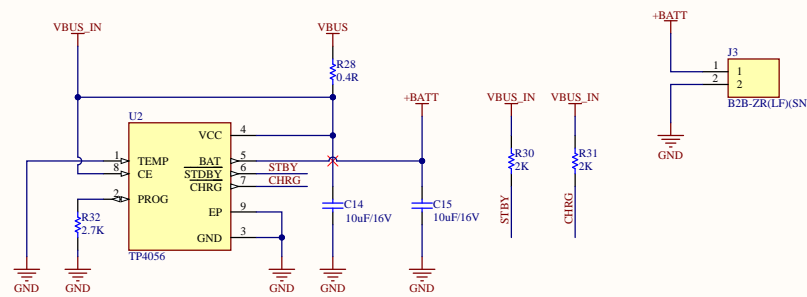 VBUS_IN
VBUS
R28
0.4R
+BATT
U2
TP4056
1 TEMP
8 CE
2 PROG
VCC 4
BAT 5
STDBY 6
CHRG 7
EP 9
GND 3
STBY
CHRG
R32
2.7K
C14
10uF/16V
C15
10uF/16V
GND
GND
GND
GND
GND
VBUS_IN
R30
2K
STBY
VBUS_IN
R31
2K
CHRG
+BATT
J3
1 1
2 2
B2B-ZR(LF)(SN
GND